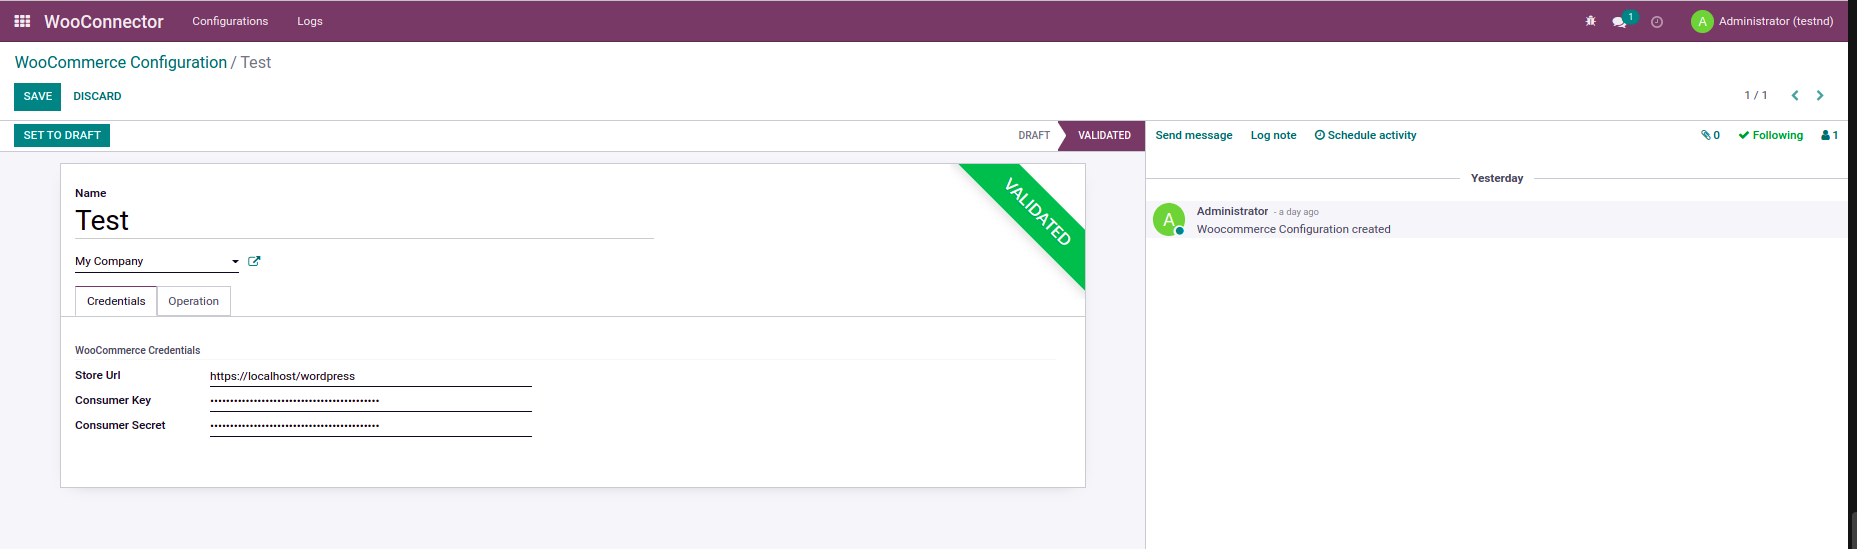 WooConnector Configurations Logs 1 A Administrator (testnd)
WooCommerce Configuration / Test
SAVE DISCARD 1 / 1
SET TO DRAFT DRAFT VALIDATED Send message Log note Schedule activity 0 Following 1
Yesterday
Name
Test
VALIDATED
A Administrator - a day ago
Woocommerce Configuration created
My Company
Credentials Operation
WooCommerce Credentials
Store Url https://localhost/wordpress
Consumer Key
Consumer Secret